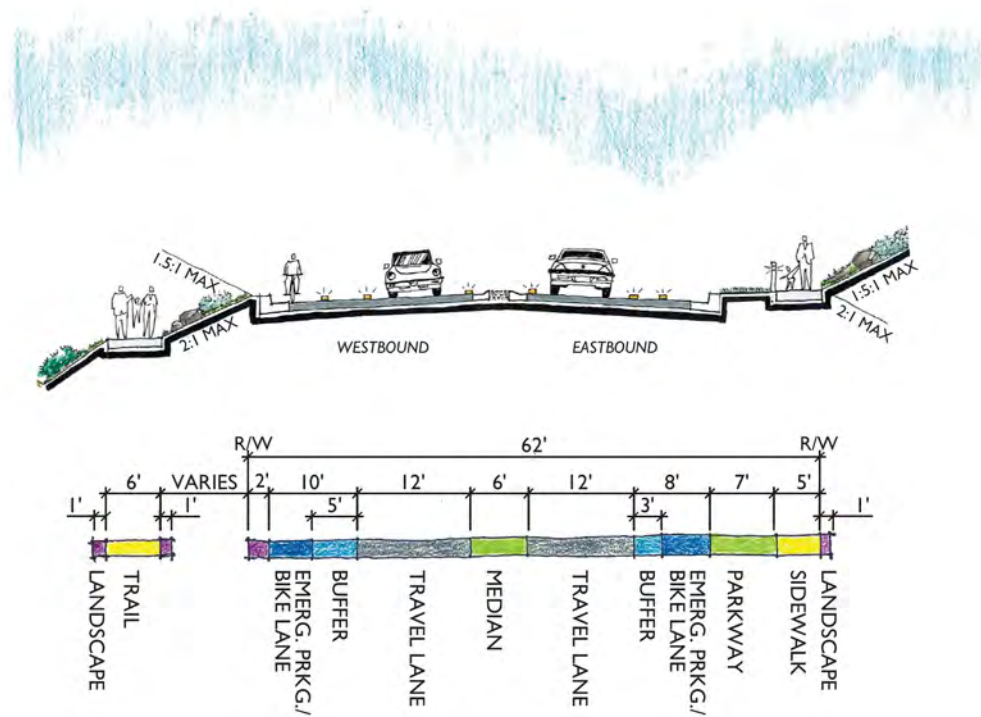 1.5:1 MAX
2:1 MAX
WESTBOUND
EASTBOUND
1.5:1 MAX
2:1 MAX
R/W
62'
R/W
6'
VARIES
2'
10'
12'
6'
12'
8'
7'
5'
1'
1'
5'
3'
1'
LANDSCAPE
TRAIL
EMERG. PRKG./
BIKE LANE
BUFFER
TRAVEL LANE
MEDIAN
TRAVEL LANE
BUFFER
EMERG. PRKG./
BIKE LANE
PARKWAY
SIDEWALK
LANDSCAPE